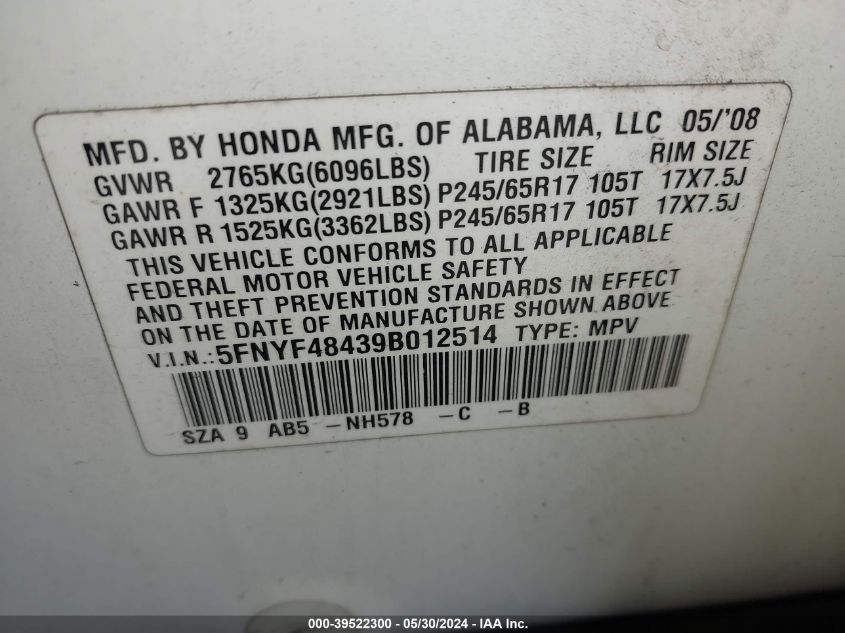 MFD. BY HONDA MFG. OF ALABAMA, LLC 05/'08
GVWR 2765KG(6096LBS) TIRE SIZE RIM SIZE
GAWR F 1325KG(2921LBS) P245/65R17 105T 17X7.5J
GAWR R 1525KG(3362LBS) P245/65R17 105T 17X7.5J
THIS VEHICLE CONFORMS TO ALL APPLICABLE
FEDERAL MOTOR VEHICLE SAFETY
AND THEFT PREVENTION STANDARDS IN EFFECT
ON THE DATE OF MANUFACTURE SHOWN ABOVE
V.I.N.:5FNYF48439B012514 TYPE: MPV
SZA 9 AB5 -NH578 -C -B
000-39522300 - 05/30/2024 - IAA Inc.